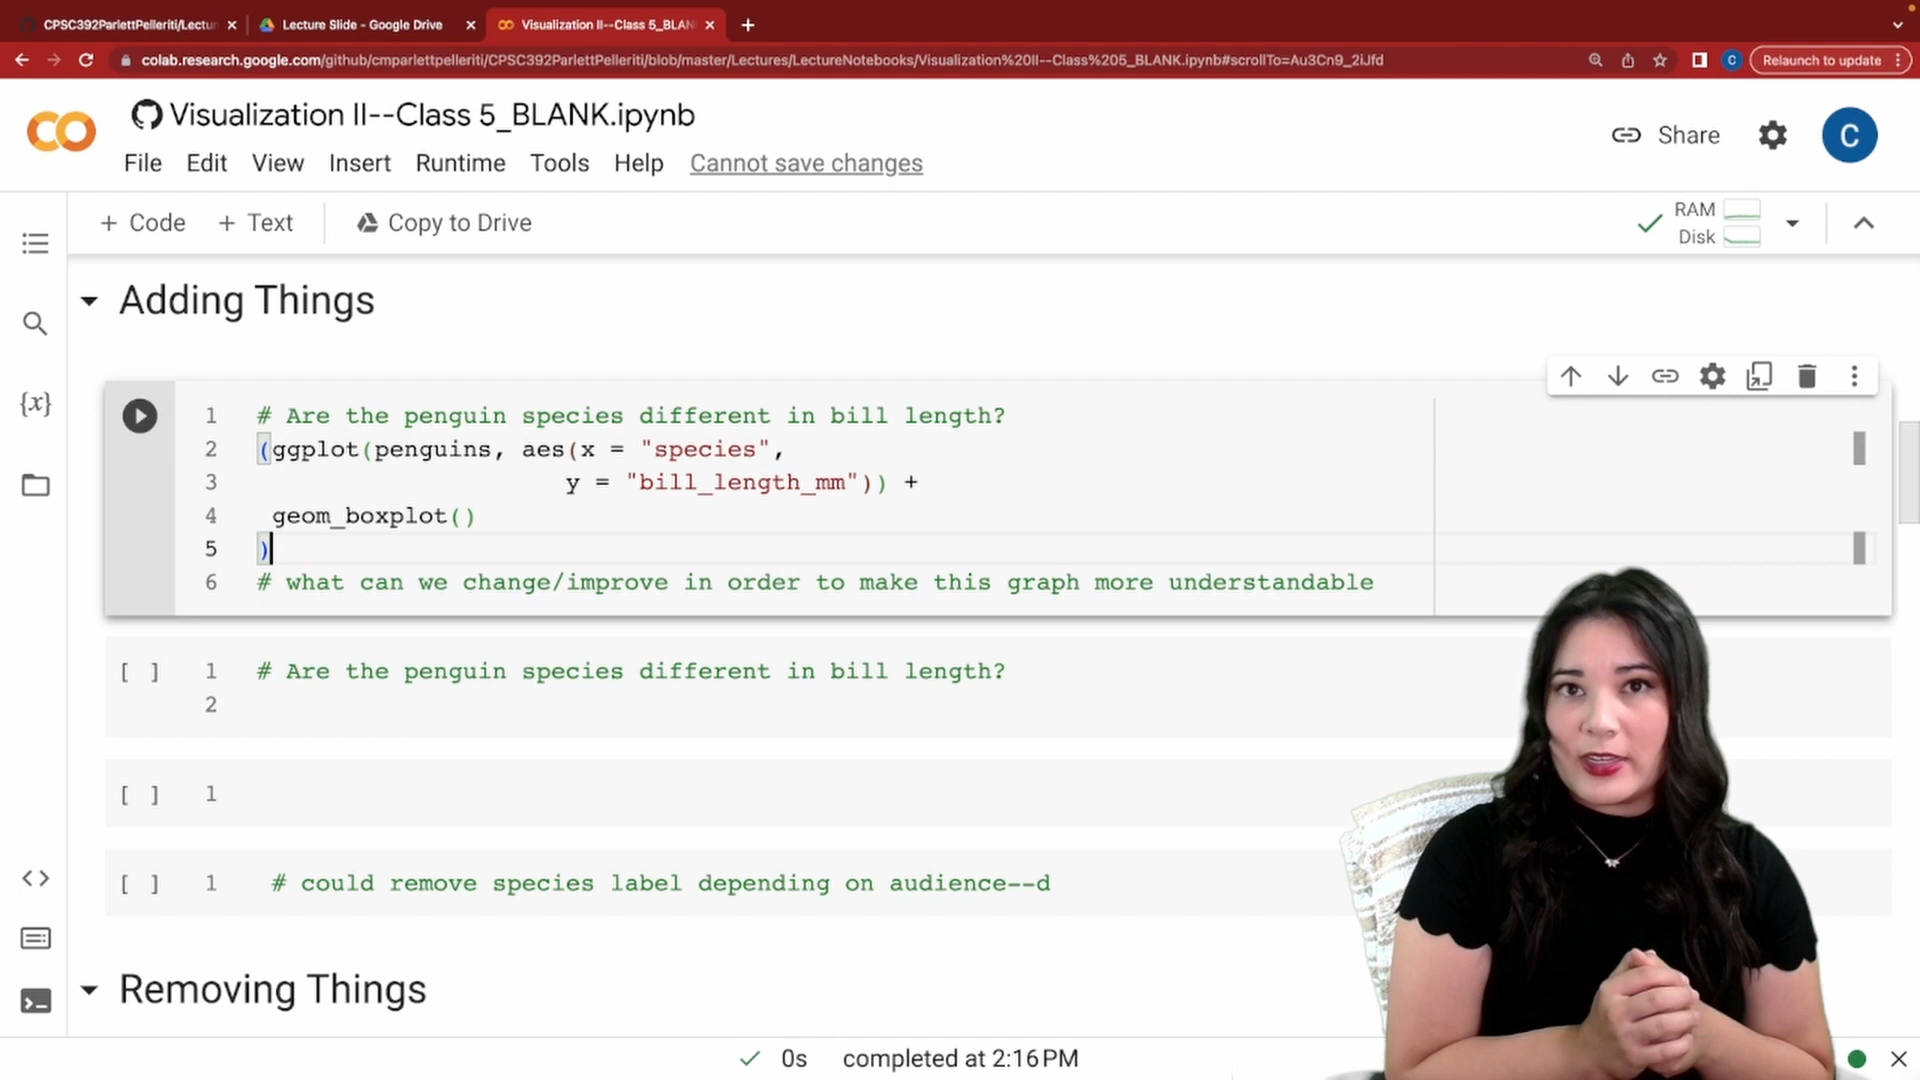 CPSC392ParlettPelleriti/Lectur
Lecture Slide - Google Drive
Visualization II--Class 5_BLAN
colab.research.google.com/github/cmparlettpelleriti/CPSC392ParlettPelleriti/blob/master/Lectures/LectureNotebooks/Visualization%20II--Class%205_BLANK.ipynb#scrollTo=Au3Cn9_2iJfd
C
Relaunch to update
CO
Visualization II--Class 5_BLANK.ipynb
Share
C
File Edit View Insert Runtime Tools Help Cannot save changes
+ Code + Text Copy to Drive
RAM
Disk
Adding Things
{x}
1 # Are the penguin species different in bill length?
2 (ggplot(penguins, aes(x = "species",
3 y = "bill_length_mm")) +
4 geom_boxplot()
5 )
6 # what can we change/improve in order to make this graph more understandable
[ ] 1 # Are the penguin species different in bill length?
2
[ ] 1
[ ] 1 # could remove species label depending on audience--d
Removing Things
0s completed at 2:16 PM